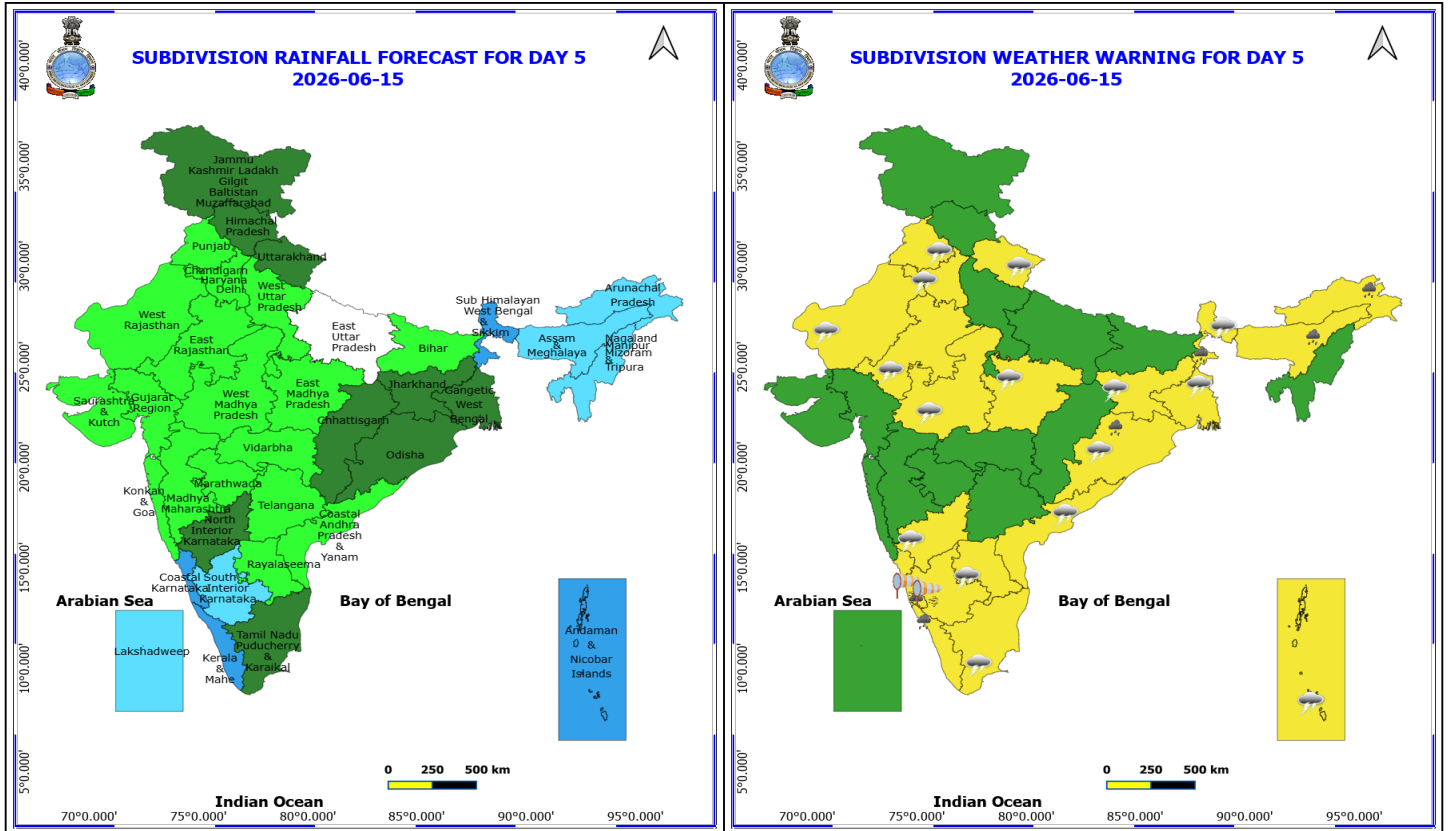 SUBDIVISION RAINFALL FORECAST FOR DAY 5
2026-06-15
40°0.000'
35°0.000'
30°0.000'
25°0.000'
20°0.000'
15°0.000'
10°0.000'
5°0.000'
Jammu
Kashmir Ladakh
Gilgit
Baltistan
Muzaffarabad
Himachal
Pradesh
Punjab
Uttarakhand
Chandigarh
Haryana
Delhi
West
Uttar
Pradesh
West
Rajasthan
East
Rajasthan
East
Uttar
Pradesh
Bihar
Sub Himalayan
West Bengal
&
Sikkim
Arunachal
Pradesh
Assam
&
Meghalaya
Nagaland
Manipur
Mizoram
&
Tripura
Saurashtra
&
Kutch
Gujarat
Region
West
Madhya
Pradesh
East
Madhya
Pradesh
Jharkhand
Gangetic
West
Bengal
Chhattisgarh
Odisha
Vidarbha
Marathwada
Madhya
Maharashtra
Konkan
&
Goa
Telangana
North
Interior
Karnataka
Coastal
Andhra
Pradesh
&
Yanam
Rayalaseema
Coastal
Karnataka
South
Interior
Karnataka
Arabian Sea
Bay of Bengal
Lakshadweep
Kerala
&
Mahe
Tamil Nadu
Puducherry
&
Karaikal
Andaman
&
Nicobar
Islands
0 250 500 km
Indian Ocean
70°0.000' 75°0.000' 80°0.000' 85°0.000' 90°0.000' 95°0.000'
SUBDIVISION WEATHER WARNING FOR DAY 5
2026-06-15
40°0.000'
35°0.000'
30°0.000'
25°0.000'
20°0.000'
15°0.000'
10°0.000'
5°0.000'
Arabian Sea
Bay of Bengal
0 250 500 km
Indian Ocean
70°0.000' 75°0.000' 80°0.000' 85°0.000' 90°0.000' 95°0.000'